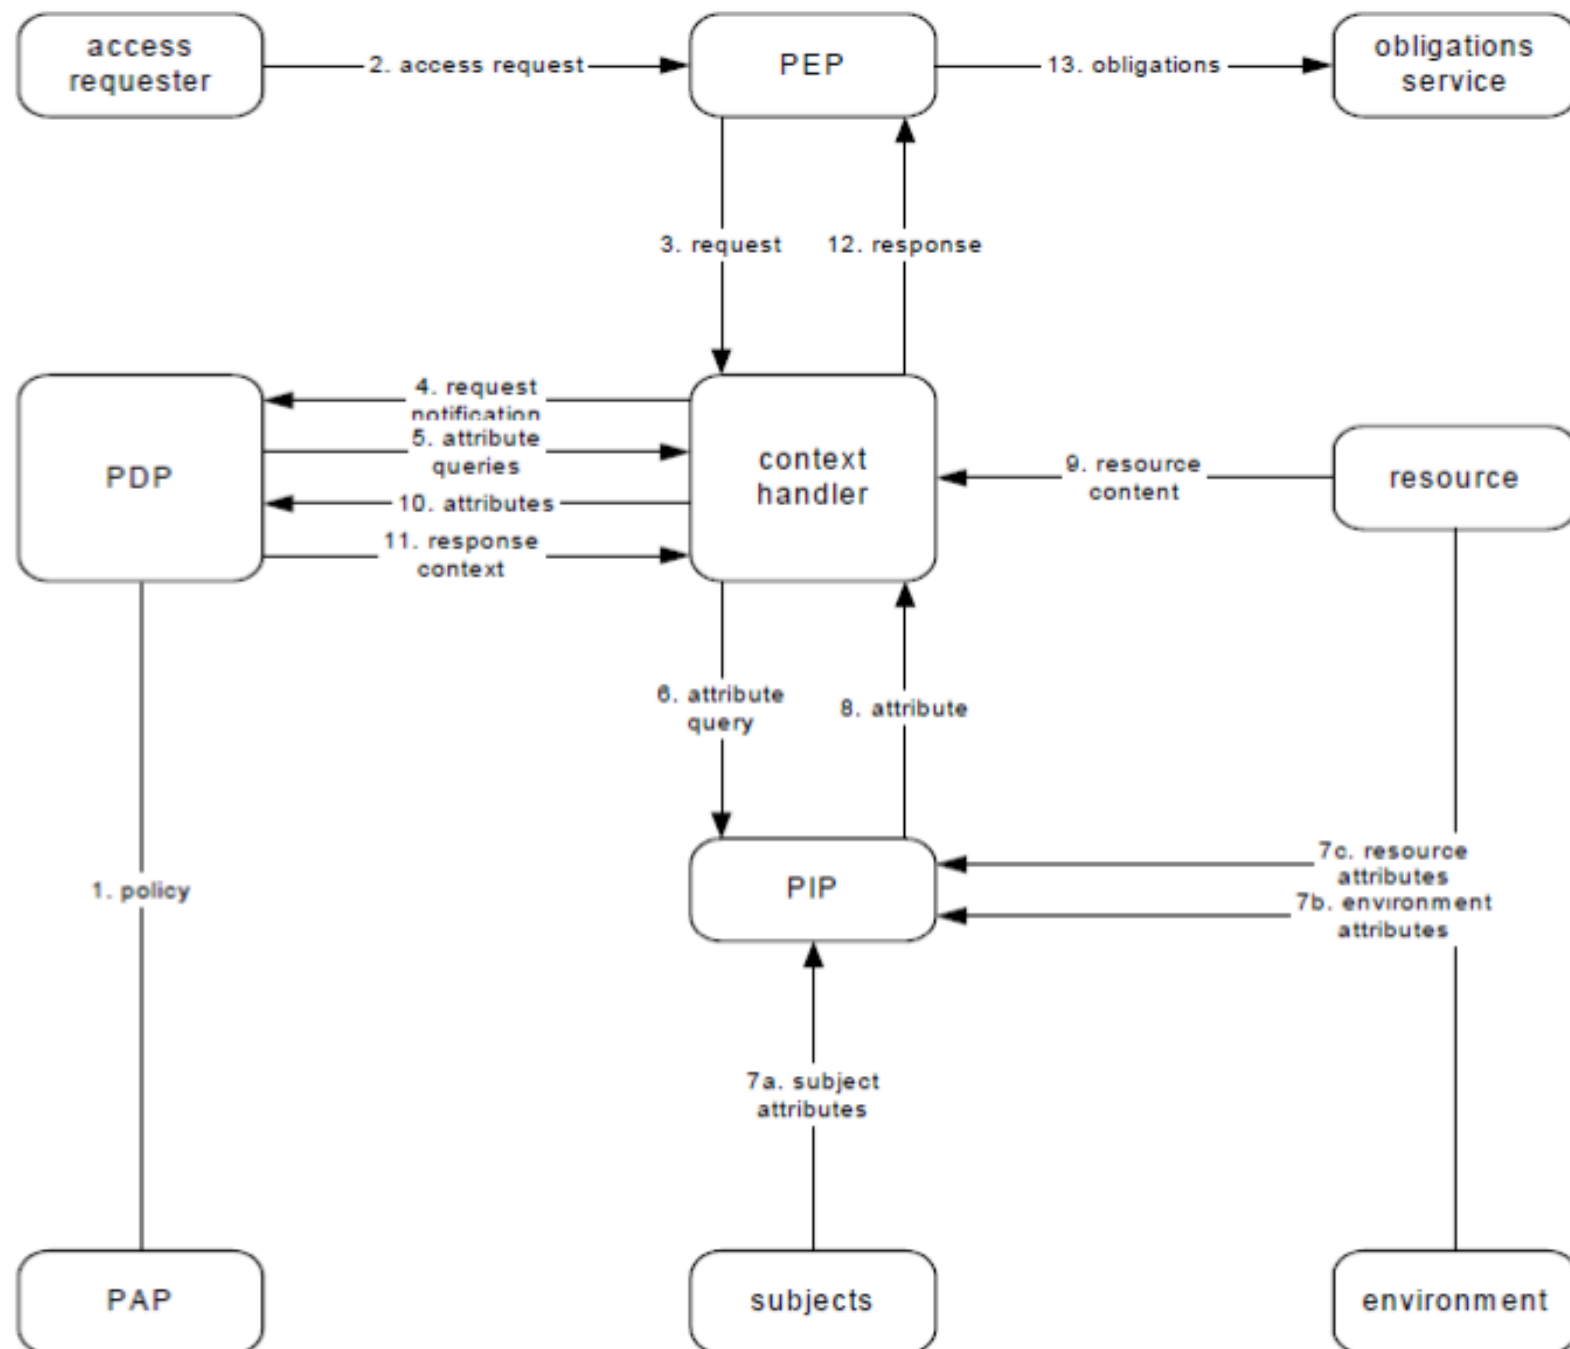 access
requester
2. access request
PEP
13. obligations
obligations
service
3. request
12. response
4. request
notification
5. attribute
queries
10. attributes
11. response
context
PDP
context
handler
9. resource
content
resource
6. attribute
query
8. attribute
1. policy
PIP
7c. resource
attributes
7b. environment
attributes
7a. subject
attributes
PAP
subjects
environment